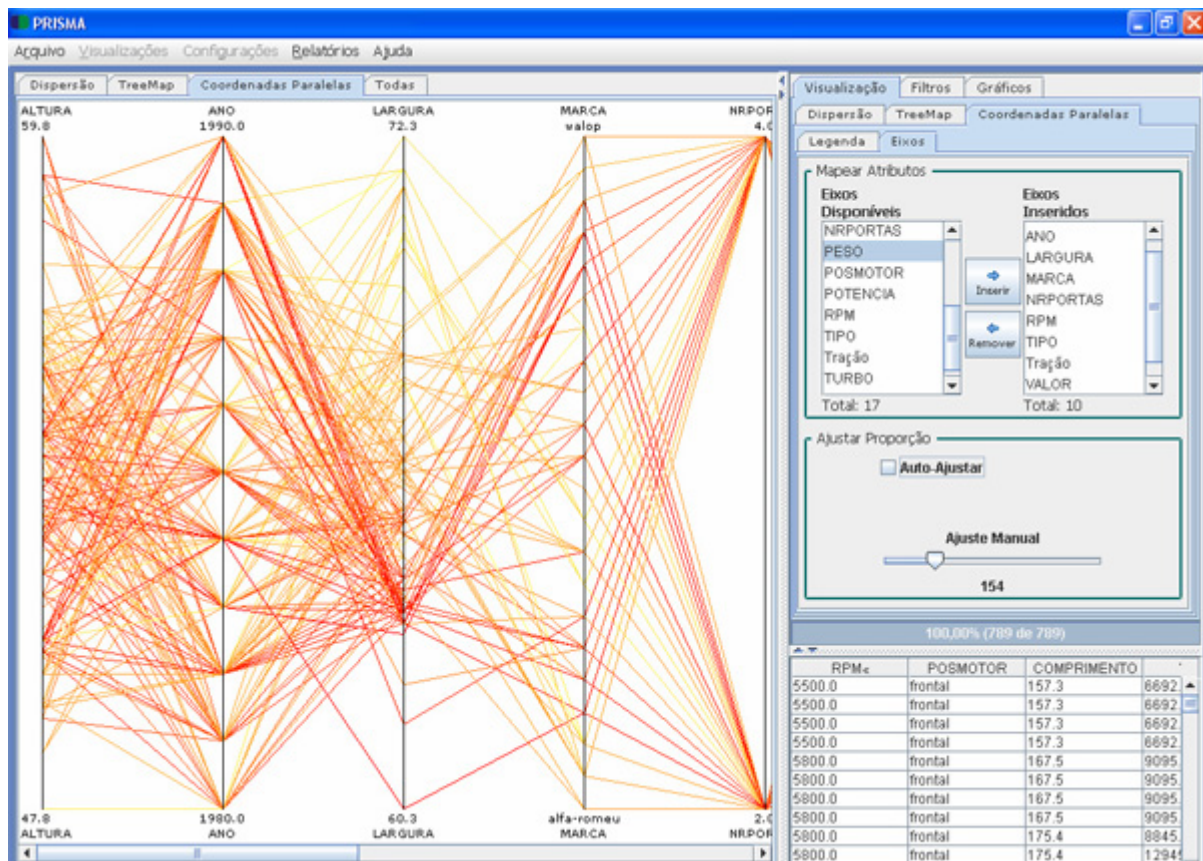 PRISMA
Arquivo Visualizações Configurações Relatórios Ajuda
Dispersão TreeMap Coordenadas Paralelas Todas
ALTURA ANO LARGURA MARCA NRPOR
59.8 1990.0 72.3 walop 4.0
47.8 1980.0 60.3 alfa-romeu 2.0
ALTURA ANO LARGURA MARCA NRPOR
Visualização Filtros Gráficos
Dispersão TreeMap Coordenadas Paralelas
Legenda Eixos
Mapear Atributos
Eixos
Disponíveis
NRPORTAS
PESO
POSMOTOR
POTENCIA
RPM
TIPO
Tração
TURBO
Total: 17
Inserir
Remover
Eixos
Inseridos
ANO
LARGURA
MARCA
NRPORTAS
RPM
TIPO
Tração
VALOR
Total: 10
Ajustar Proporção
Auto-Ajustar
Ajuste Manual
154
100,00% (789 de 789)
RPM< POSMOTOR COMPRIMENTO
5500.0 frontal 157.3 6692.
5500.0 frontal 157.3 6692.
5500.0 frontal 157.3 6692.
5500.0 frontal 157.3 6692.
5800.0 frontal 167.5 9095.
5800.0 frontal 167.5 9095.
5800.0 frontal 167.5 9095.
5800.0 frontal 167.5 9095.
5800.0 frontal 175.4 8845.
5800.0 frontal 175.4